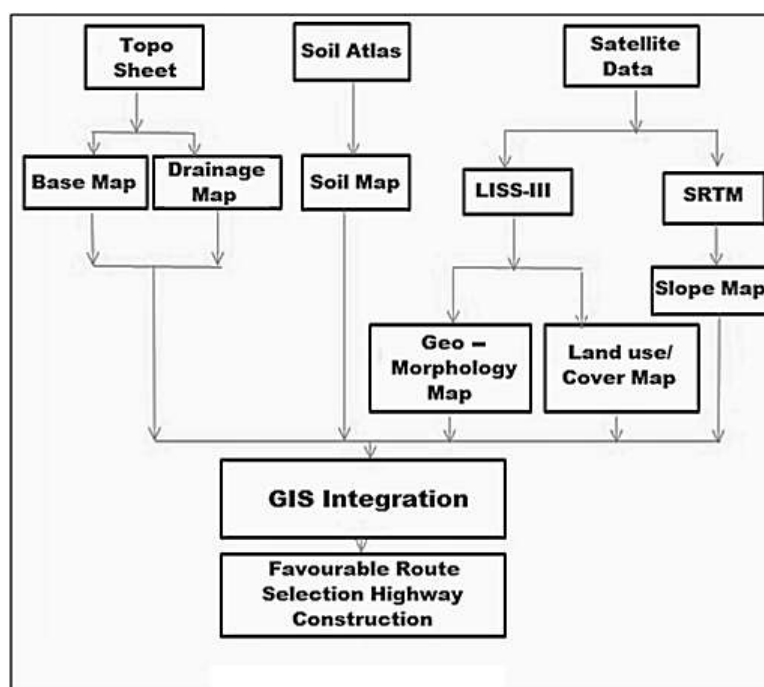 Topo
Sheet
Soil Atlas
Satellite
Data
Base Map
Drainage
Map
Soil Map
LISS-III
SRTM
Slope Map
Geo –
Morphology
Map
Land use/
Cover Map
GIS Integration
Favourable Route
Selection Highway
Construction